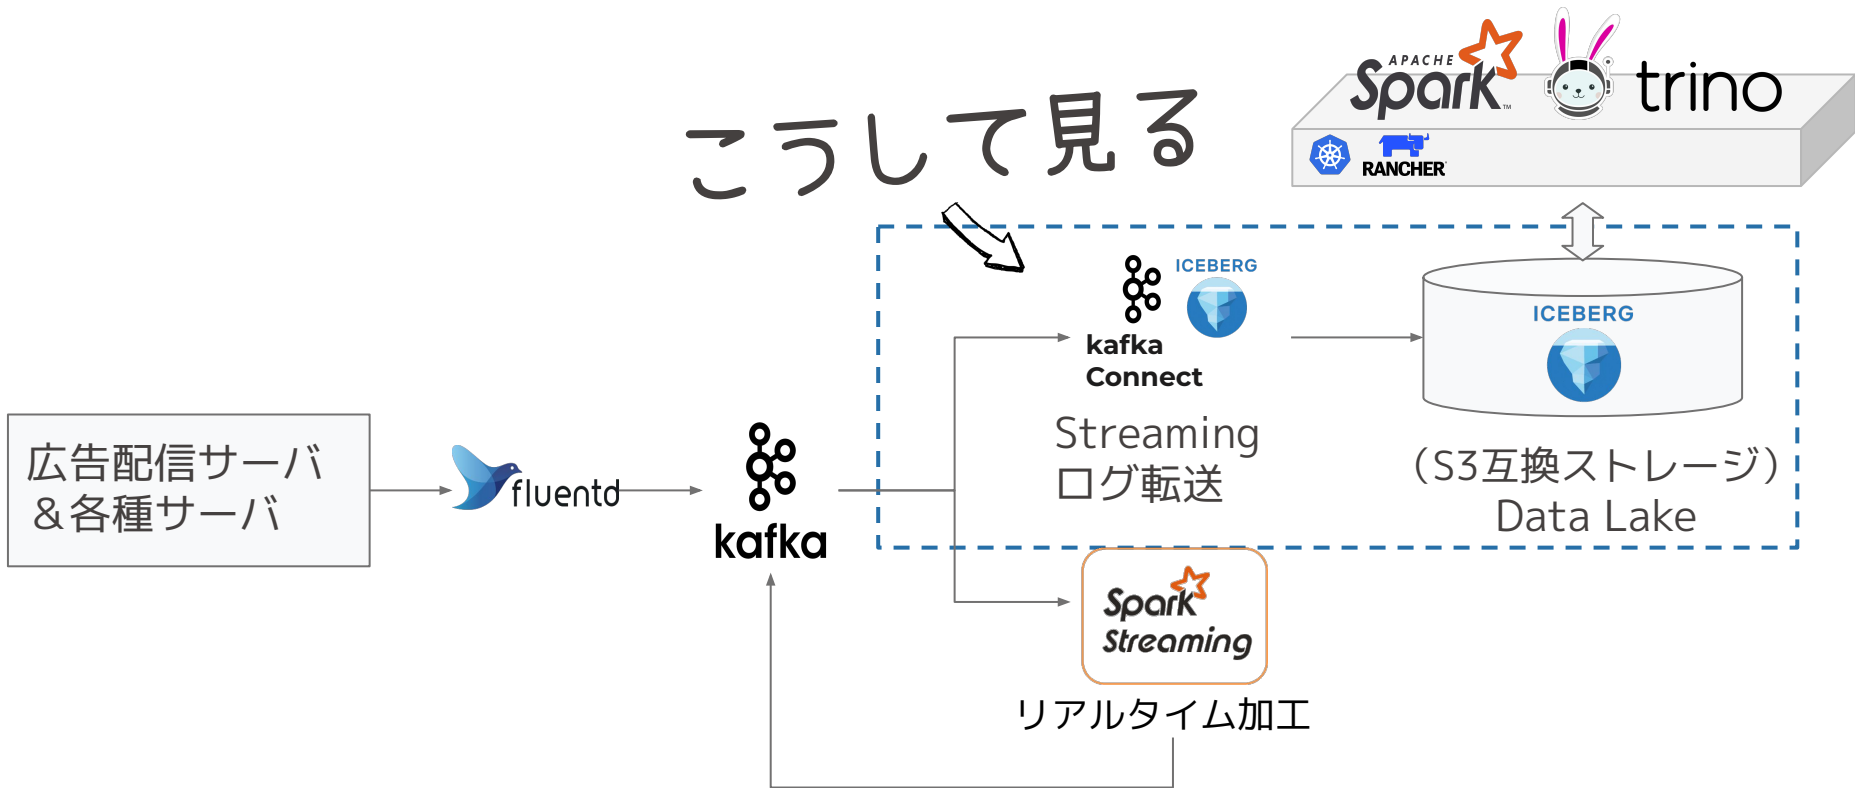 APACHE
Spark™
trino
RANCHER
こうして見る
ICEBERG
kafka
Connect
Streaming
ログ転送
ICEBERG
（S3互換ストレージ）
Data Lake
広告配信サーバ
＆各種サーバ
fluentd
kafka
Spark
Streaming
リアルタイム加工